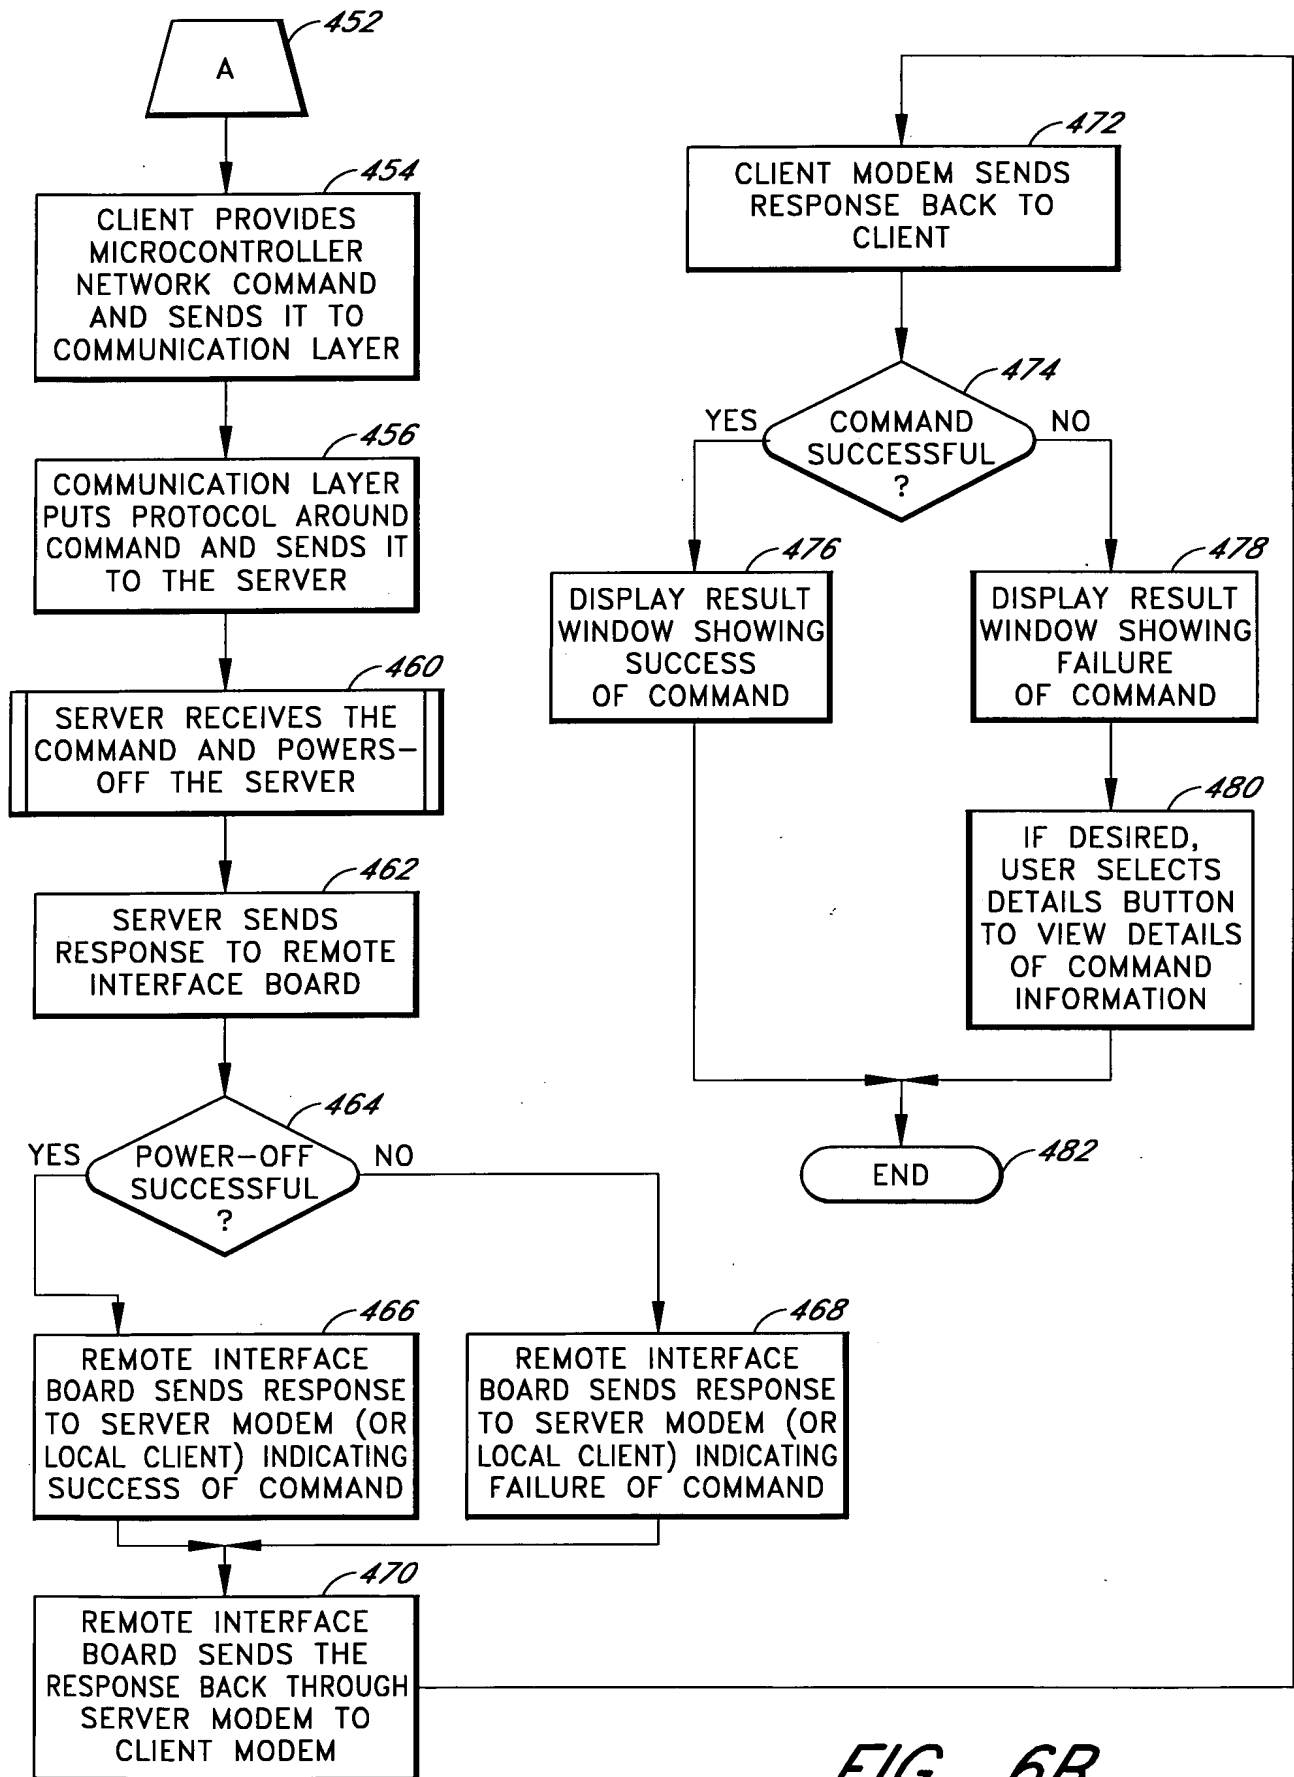 452
A
454
CLIENT PROVIDES
MICROCONTROLLER
NETWORK COMMAND
AND SENDS IT TO
COMMUNICATION LAYER
456
COMMUNICATION LAYER
PUTS PROTOCOL AROUND
COMMAND AND SENDS IT
TO THE SERVER
460
SERVER RECEIVES THE
COMMAND AND POWERS-
OFF THE SERVER
462
SERVER SENDS
RESPONSE TO REMOTE
INTERFACE BOARD
464
YES
POWER-OFF
SUCCESSFUL
?
NO
466
REMOTE INTERFACE
BOARD SENDS RESPONSE
TO SERVER MODEM (OR
LOCAL CLIENT) INDICATING
SUCCESS OF COMMAND
468
REMOTE INTERFACE
BOARD SENDS RESPONSE
TO SERVER MODEM (OR
LOCAL CLIENT) INDICATING
FAILURE OF COMMAND
470
REMOTE INTERFACE
BOARD SENDS THE
RESPONSE BACK THROUGH
SERVER MODEM TO
CLIENT MODEM
472
CLIENT MODEM SENDS
RESPONSE BACK TO
CLIENT
474
YES
COMMAND
SUCCESSFUL
?
NO
476
DISPLAY RESULT
WINDOW SHOWING
SUCCESS
OF COMMAND
478
DISPLAY RESULT
WINDOW SHOWING
FAILURE
OF COMMAND
480
IF DESIRED,
USER SELECTS
DETAILS BUTTON
TO VIEW DETAILS
OF COMMAND
INFORMATION
END
482
FIG. 6B